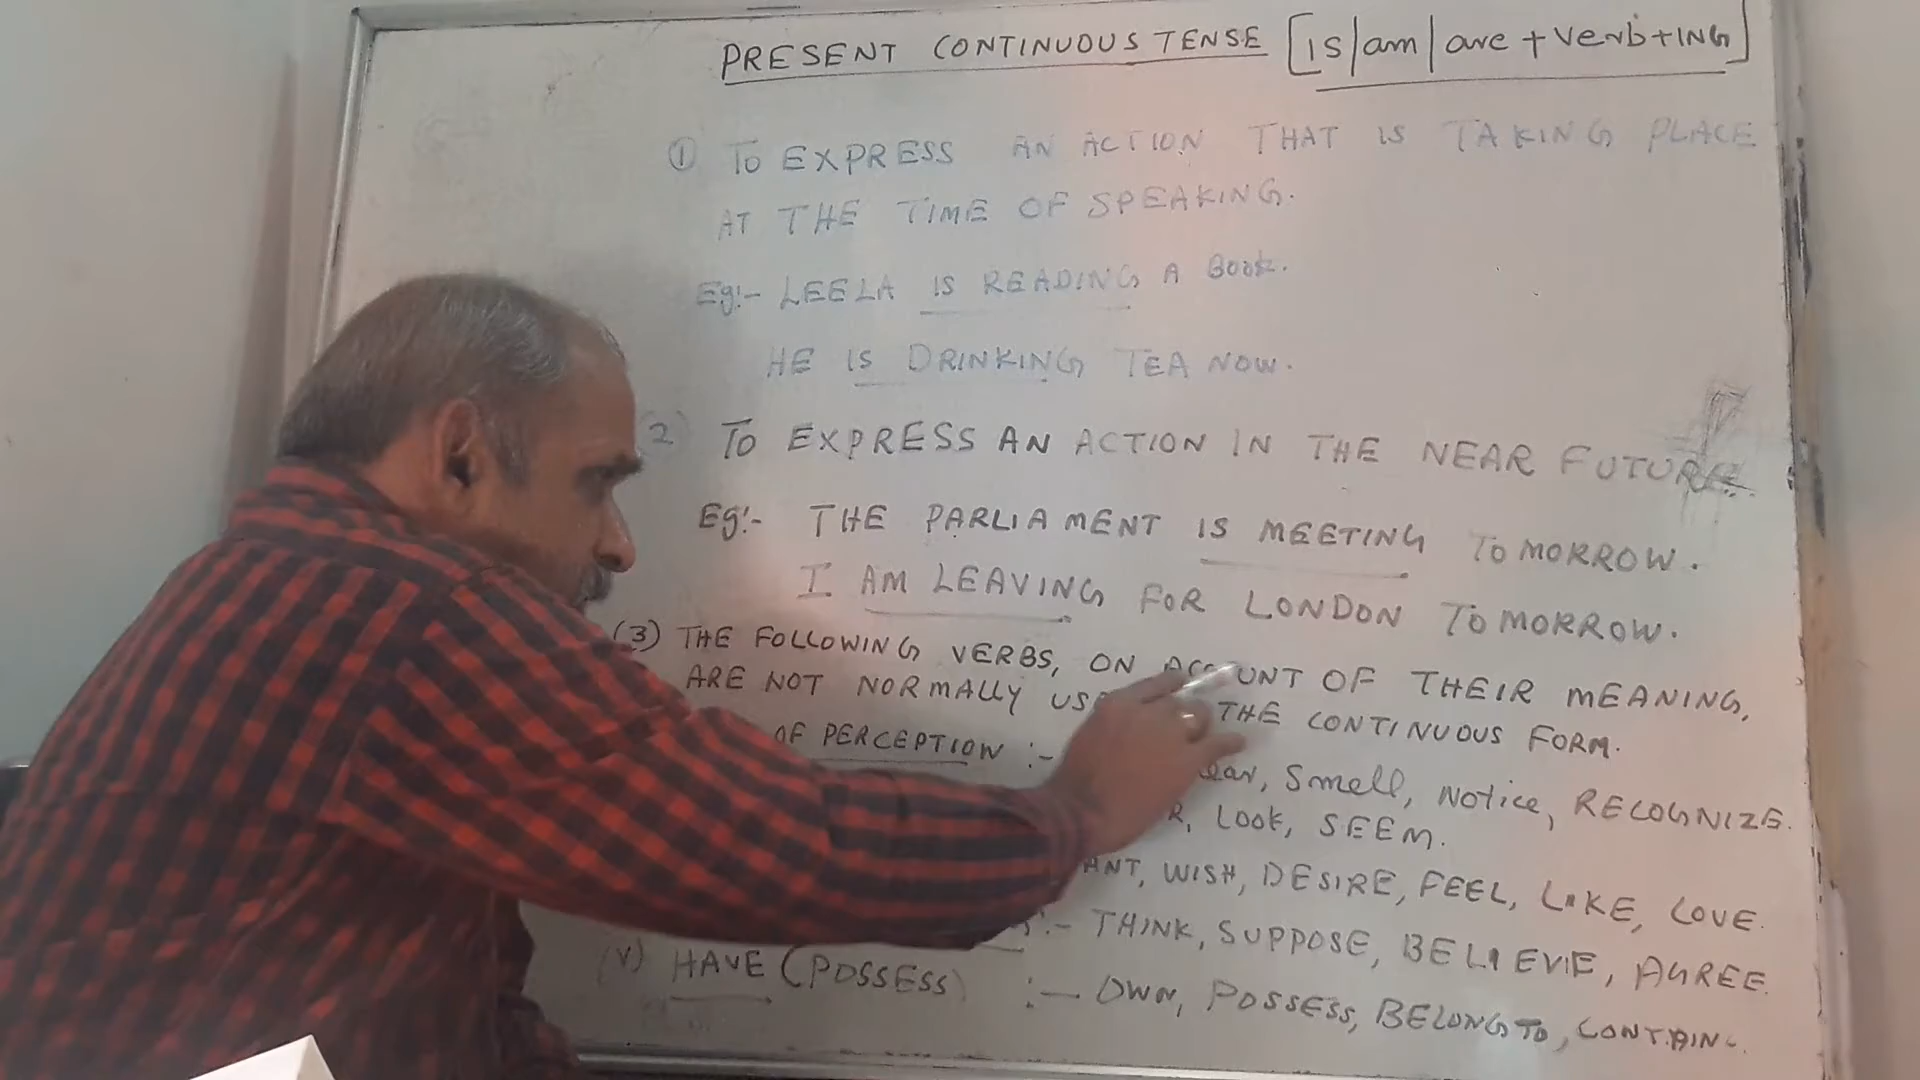 PRESENT CONTINUOUS TENSE [is|am|are + verb + ING]
① TO EXPRESS AN ACTION THAT IS TAKING PLACE
AT THE TIME OF SPEAKING.
Eg:- LEELA IS READING A Book.
HE IS DRINKING TEA NOW.
(2) TO EXPRESS AN ACTION IN THE NEAR FUTURE.
Eg:- THE PARLIAMENT IS MEETING TOMORROW.
I AM LEAVING FOR LONDON TOMORROW.
(3) THE FOLLOWING VERBS, ON ACCOUNT OF THEIR MEANING,
ARE NOT NORMALLY THE CONTINUOUS FORM.
OF PERCEPTION :- Smell, Notice, RECOGNIZE.
Look, SEEM.
WISH, DESIRE, FEEL, LIKE, LOVE.
:- THINK, SUPPOSE, BELIEVE, AGREE.
(V) HAVE (POSSESS) :- OWN, POSSESS, BELONGS TO, CONTAIN.